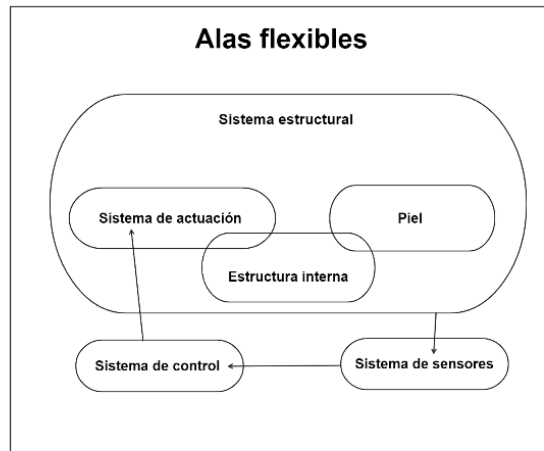 Alas flexibles
Sistema estructural
Sistema de actuación
Piel
Estructura interna
Sistema de control
Sistema de sensores